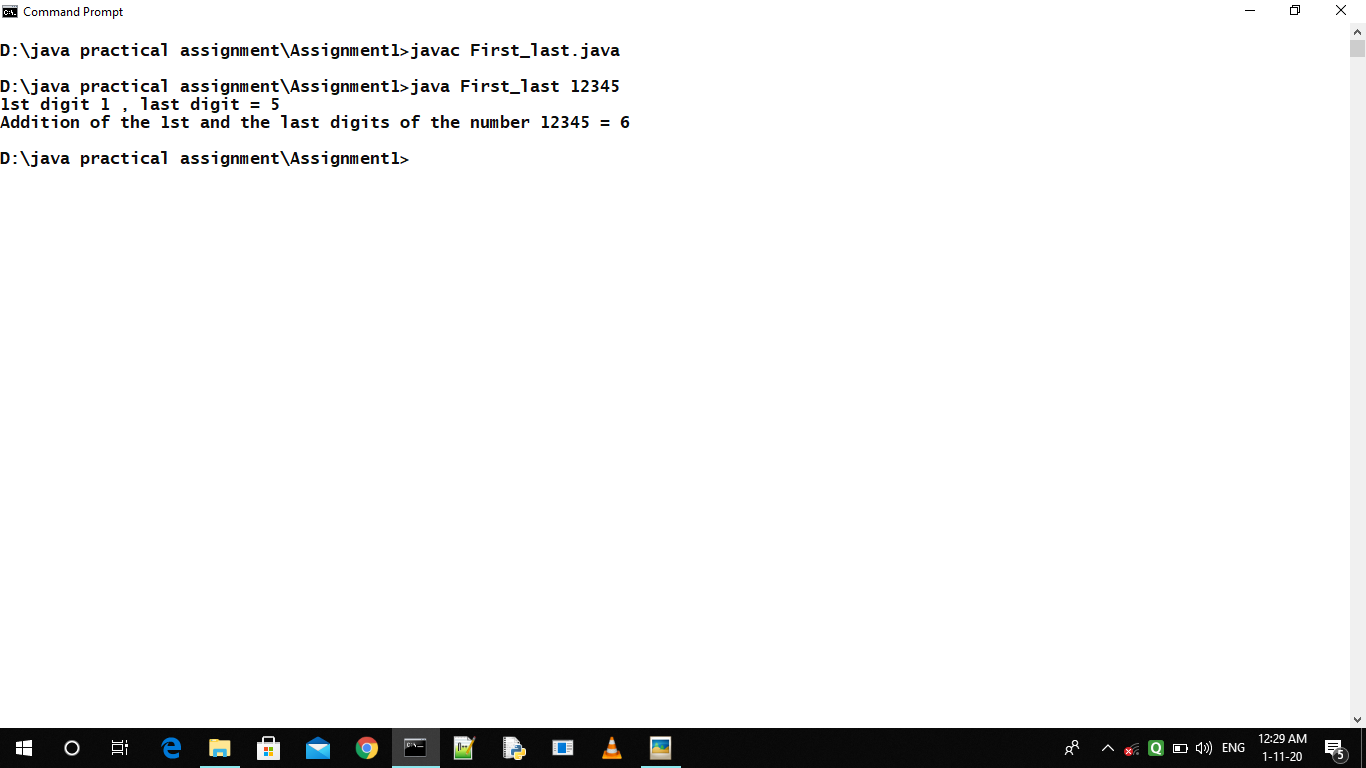 Command Prompt
D:\java practical assignment\Assignment1>javac First_last.java
D:\java practical assignment\Assignment1>java First_last 12345
1st digit 1 , last digit = 5
Addition of the 1st and the last digits of the number 12345 = 6
D:\java practical assignment\Assignment1>
ENG
12:29 AM
1-11-20
5